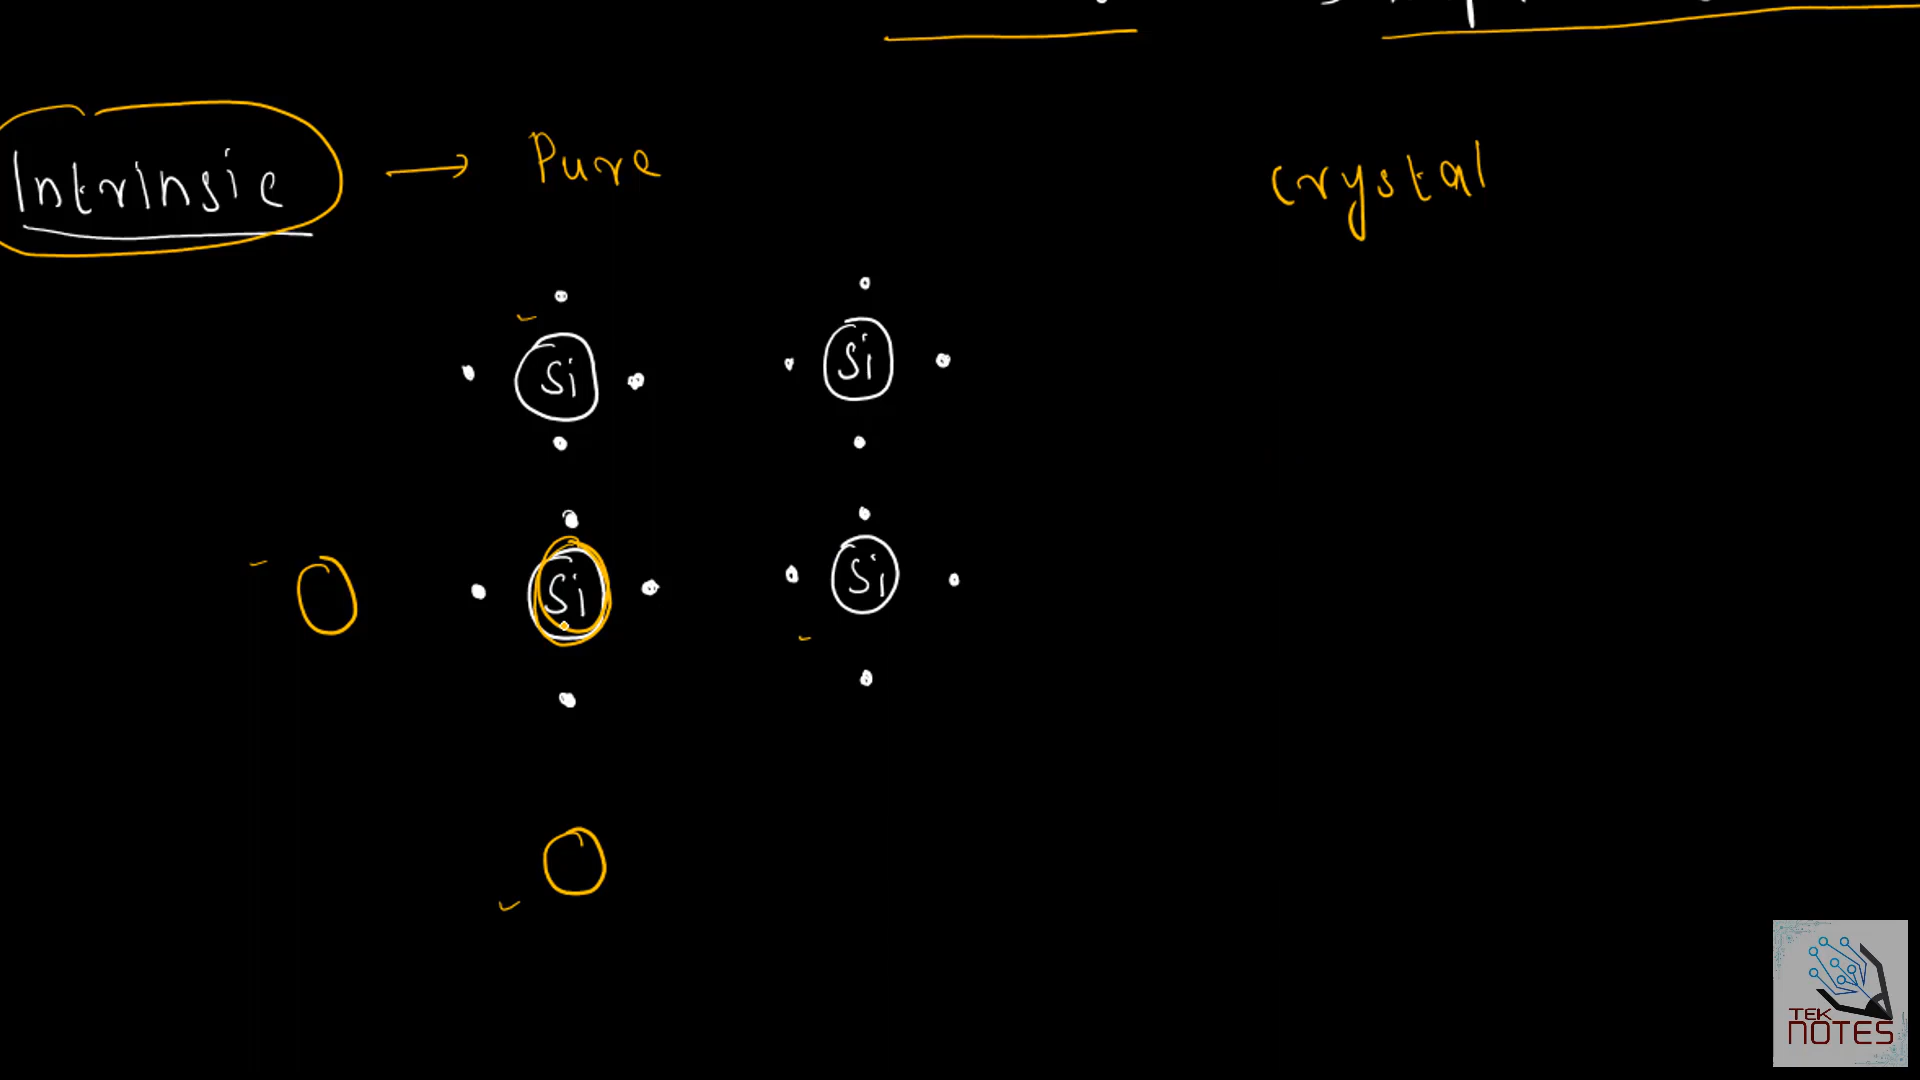 Intrinsic → Pure crystal
Si Si
Si Si
TEK
NOTES